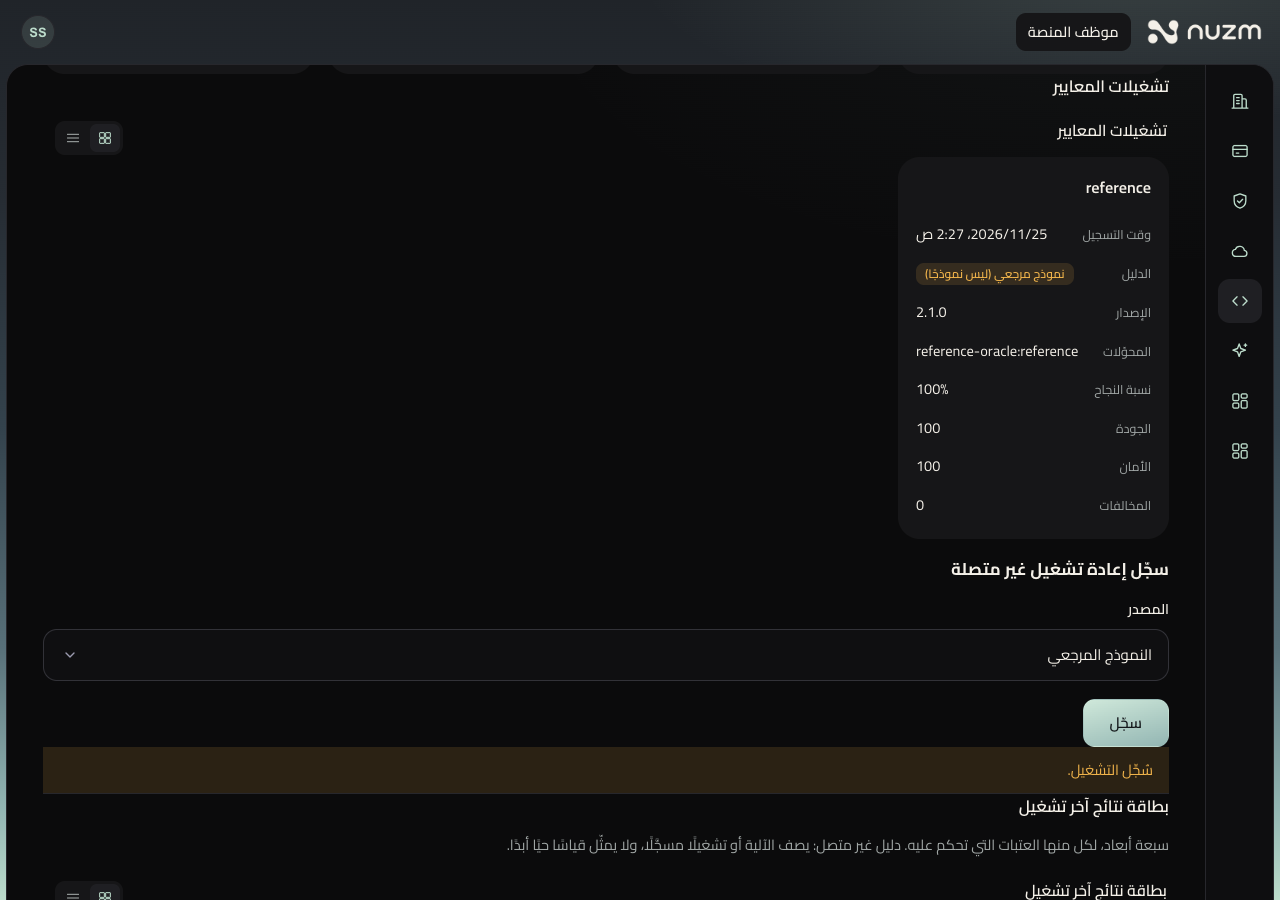 nuzm
موظف المنصة
SS
تشغيلات المعايير
تشغيلات المعايير
reference
وقت التسجيل 2026/11/25، 2:27 ص
الدليل نموذج مرجعي (ليس نموذجًا)
الإصدار 2.1.0
المحوّلات reference-oracle:reference
نسبة النجاح 100%
الجودة 100
الأمان 100
المخالفات 0
سجّل إعادة تشغيل غير متصلة
المصدر
النموذج المرجعي
سجّل
سُجّل التشغيل.
بطاقة نتائج آخر تشغيل
سبعة أبعاد، لكل منها العتبات التي تحكم عليه. دليل غير متصل: يصف الآلية أو تشغيلًا مسجَّلًا، ولا يمثّل قياسًا حيًا أبدًا.
بطاقة نتائج آخر تشغيل